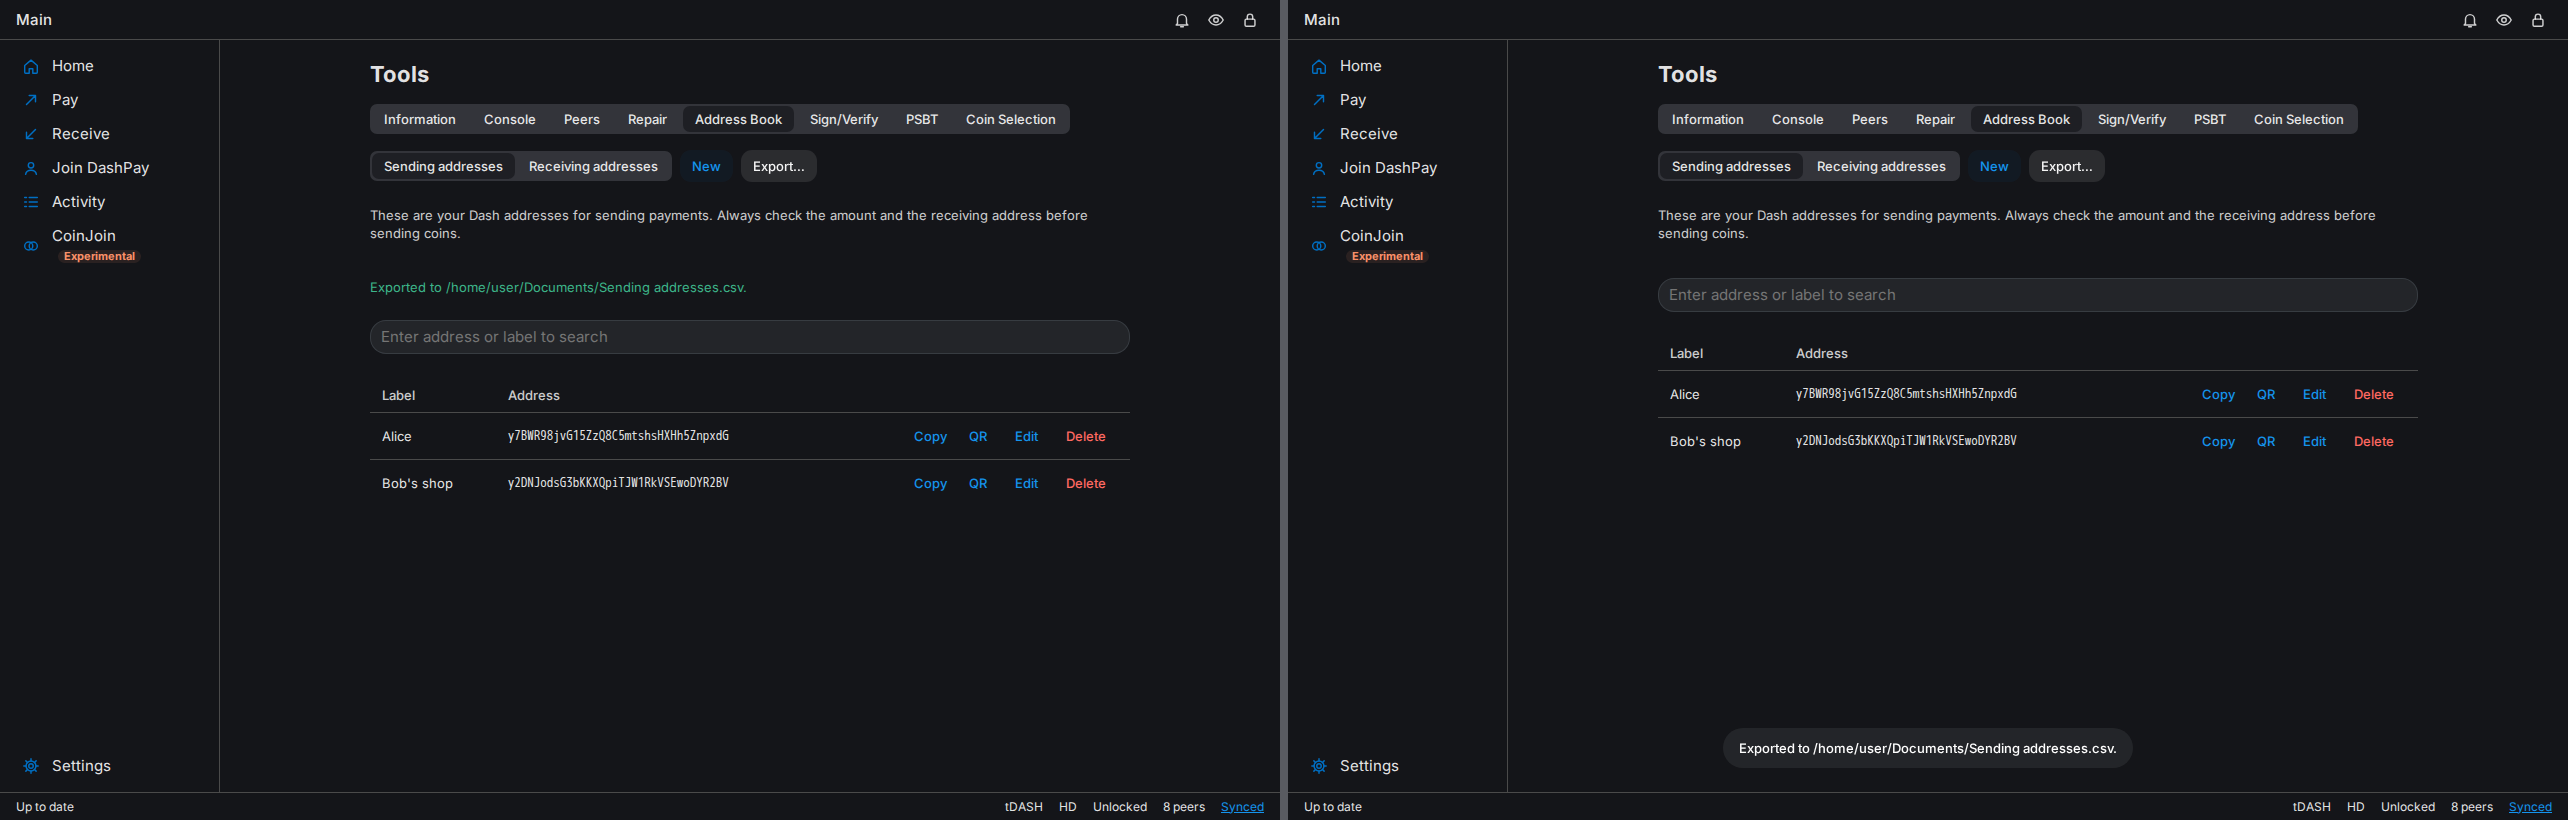 Main
Home
Pay
Receive
Join DashPay
Activity
CoinJoin
Experimental
Settings
Tools
Information Console Peers Repair Address Book Sign/Verify PSBT Coin Selection
Sending addresses Receiving addresses New Export...
These are your Dash addresses for sending payments. Always check the amount and the receiving address before
sending coins.
Exported to /home/user/Documents/Sending addresses.csv.
Enter address or label to search
Label Address
Alice y7BWR98jvG15ZzQ8C5mtshsHXHh5ZnpxdG Copy QR Edit Delete
Bob's shop y2DNJodsG3bKKXQpiTJW1RkVSEwoDYR2BV Copy QR Edit Delete
Up to date tDASH HD Unlocked 8 peers Synced
Main
Home
Pay
Receive
Join DashPay
Activity
CoinJoin
Experimental
Settings
Tools
Information Console Peers Repair Address Book Sign/Verify PSBT Coin Selection
Sending addresses Receiving addresses New Export...
These are your Dash addresses for sending payments. Always check the amount and the receiving address before
sending coins.
Enter address or label to search
Label Address
Alice y7BWR98jvG15ZzQ8C5mtshsHXHh5ZnpxdG Copy QR Edit Delete
Bob's shop y2DNJodsG3bKKXQpiTJW1RkVSEwoDYR2BV Copy QR Edit Delete
Exported to /home/user/Documents/Sending addresses.csv.
Up to date tDASH HD Unlocked 8 peers Synced